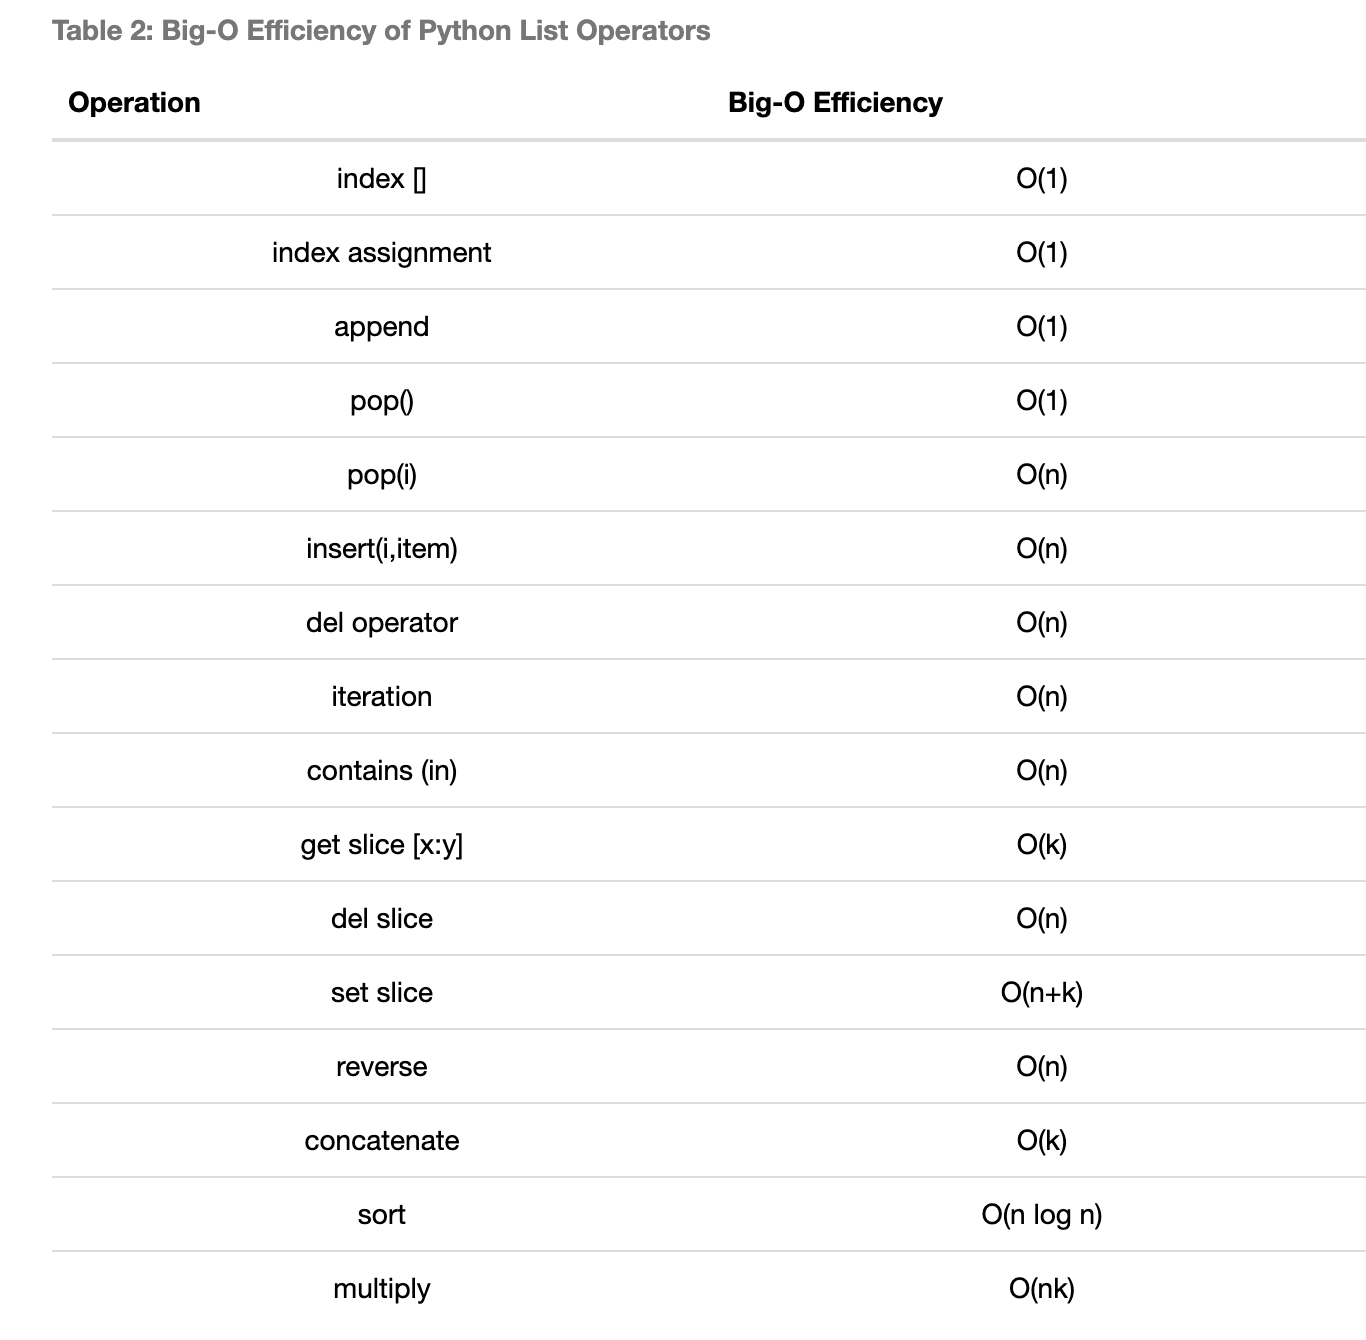 Table 2: Big-O Efficiency of Python List Operators
Operation Big-O Efficiency
index [] O(1)
index assignment O(1)
append O(1)
pop() O(1)
pop(i) O(n)
insert(i,item) O(n)
del operator O(n)
iteration O(n)
contains (in) O(n)
get slice [x:y] O(k)
del slice O(n)
set slice O(n+k)
reverse O(n)
concatenate O(k)
sort O(n log n)
multiply O(nk)